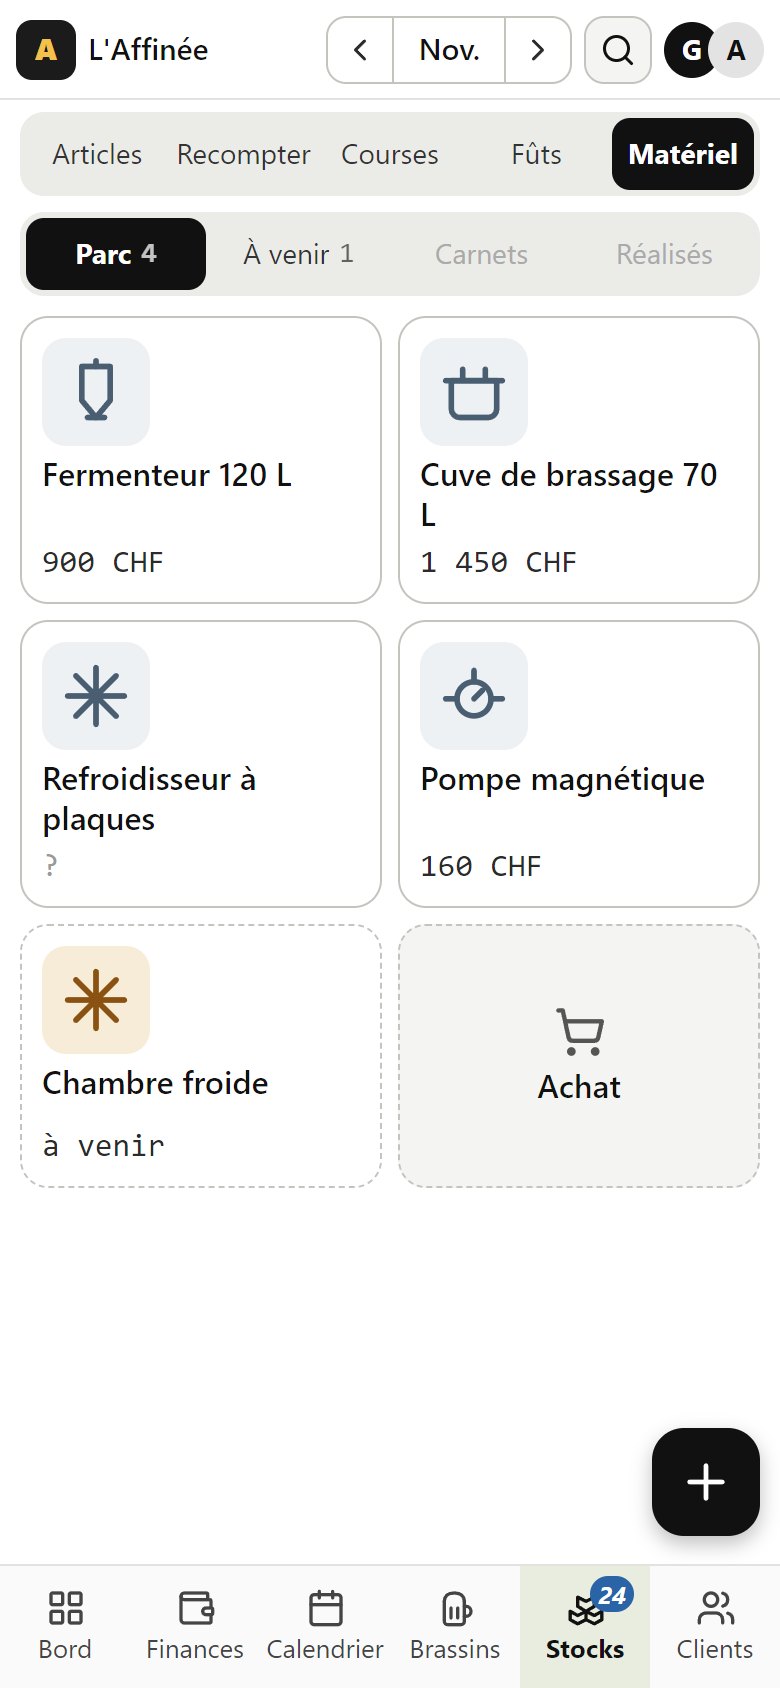 A L'Affinée Nov. G A
Articles Recompter Courses Fûts Matériel
Parc 4 À venir 1 Carnets Réalisés
Fermenteur 120 L
900 CHF
Cuve de brassage 70
L
1 450 CHF
Refroidisseur à
plaques
?
Pompe magnétique
160 CHF
Chambre froide
à venir
Achat
24
Bord Finances Calendrier Brassins Stocks Clients